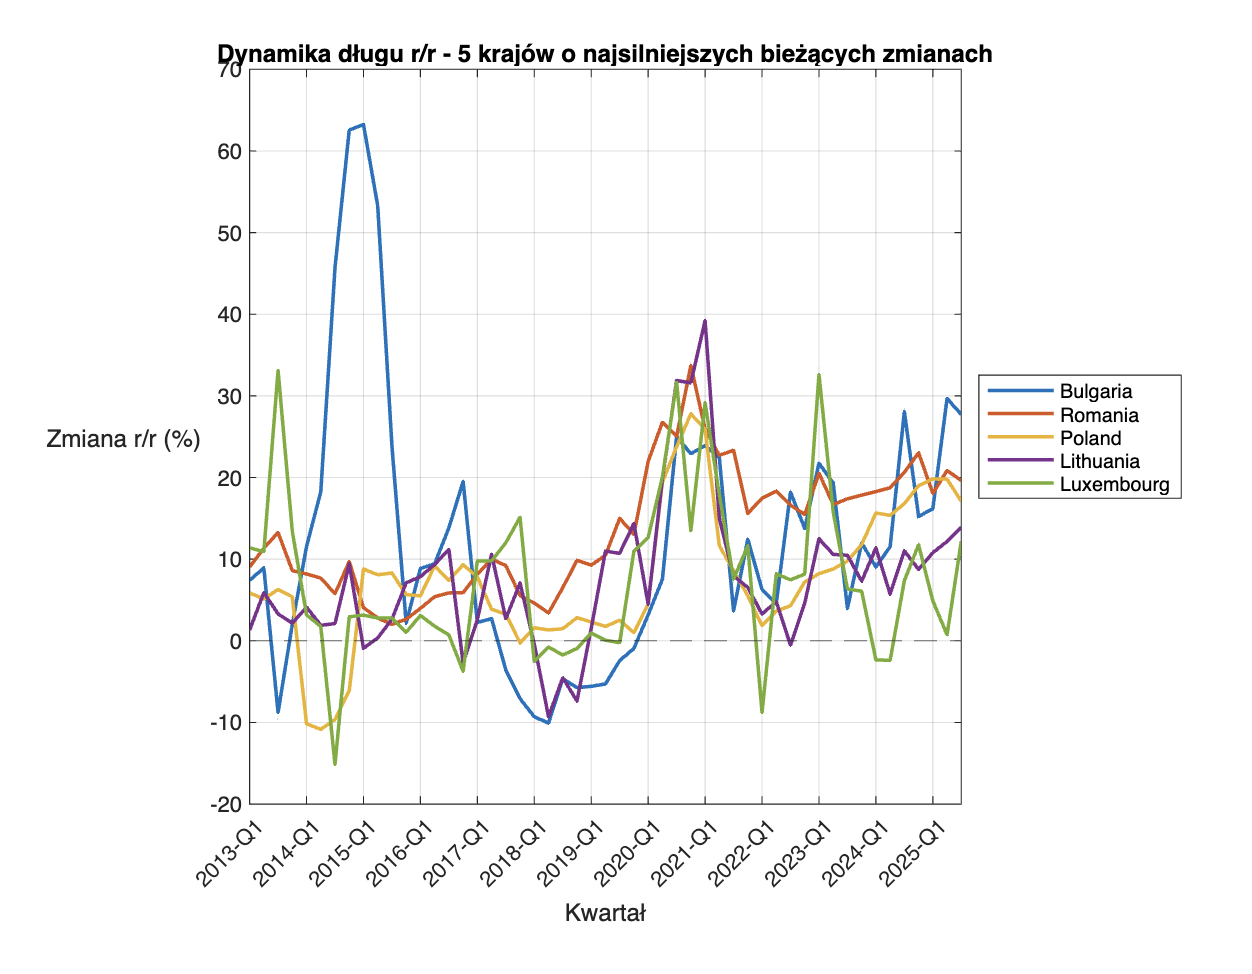 Dynamika długu r/r - 5 krajów o najsilniejszych bieżących zmianach
70
60
50
40
30
20
10
0
-10
-20
Zmiana r/r (%)
2013-Q1
2014-Q1
2015-Q1
2016-Q1
2017-Q1
2018-Q1
2019-Q1
2020-Q1
2021-Q1
2022-Q1
2023-Q1
2024-Q1
2025-Q1
Kwartał
Bulgaria
Romania
Poland
Lithuania
Luxembourg